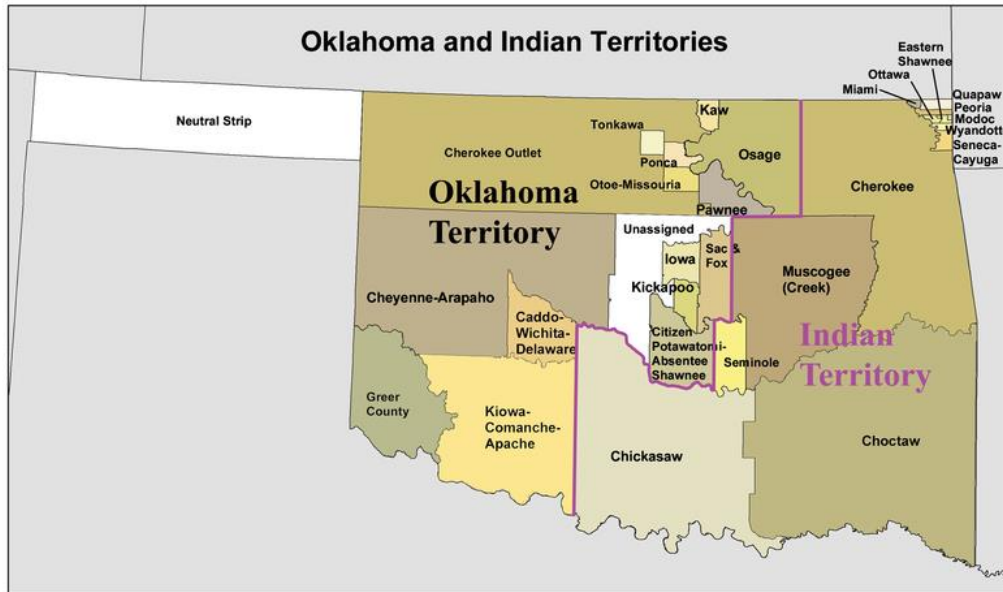 Oklahoma and Indian Territories
Eastern
Shawnee
Ottawa
Miami
Quapaw
Peoria
Modoc
Wyandott
Seneca-
Cayuga
Neutral Strip
Kaw
Tonkawa
Cherokee Outlet
Ponca
Osage
Otoe-Missouria
Cherokee
Oklahoma
Territory
Pawnee
Unassigned
Iowa
Sac &
Fox
Muscogee
(Creek)
Kickapoo
Cheyenne-Arapaho
Caddo-
Wichita-
Delaware
Citizen
Potawatomi-
Absentee
Shawnee
Seminole
Indian
Territory
Greer
County
Kiowa-
Comanche-
Apache
Chickasaw
Choctaw